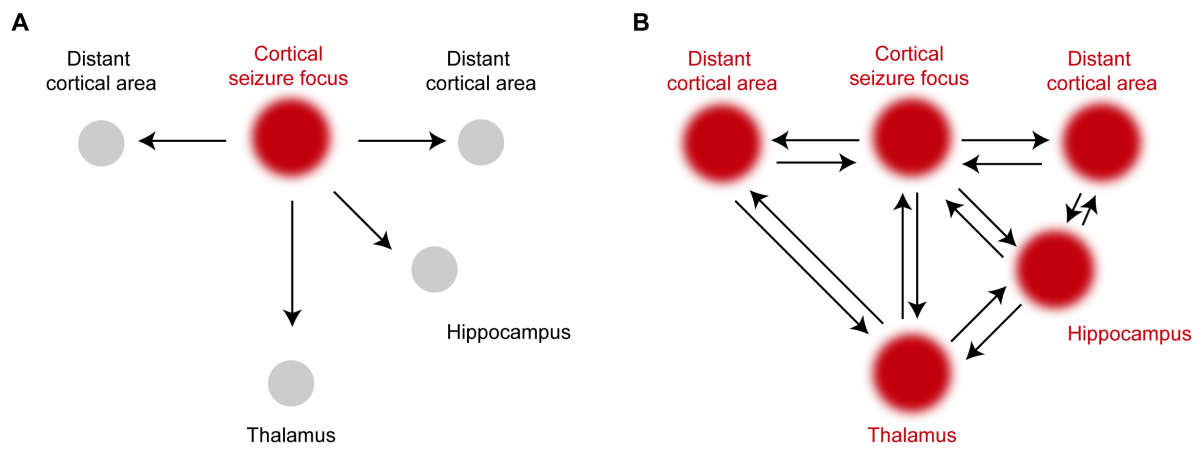 A
Distant
cortical area
Cortical
seizure focus
Distant
cortical area
Hippocampus
Thalamus
B
Distant
cortical area
Cortical
seizure focus
Distant
cortical area
Hippocampus
Thalamus